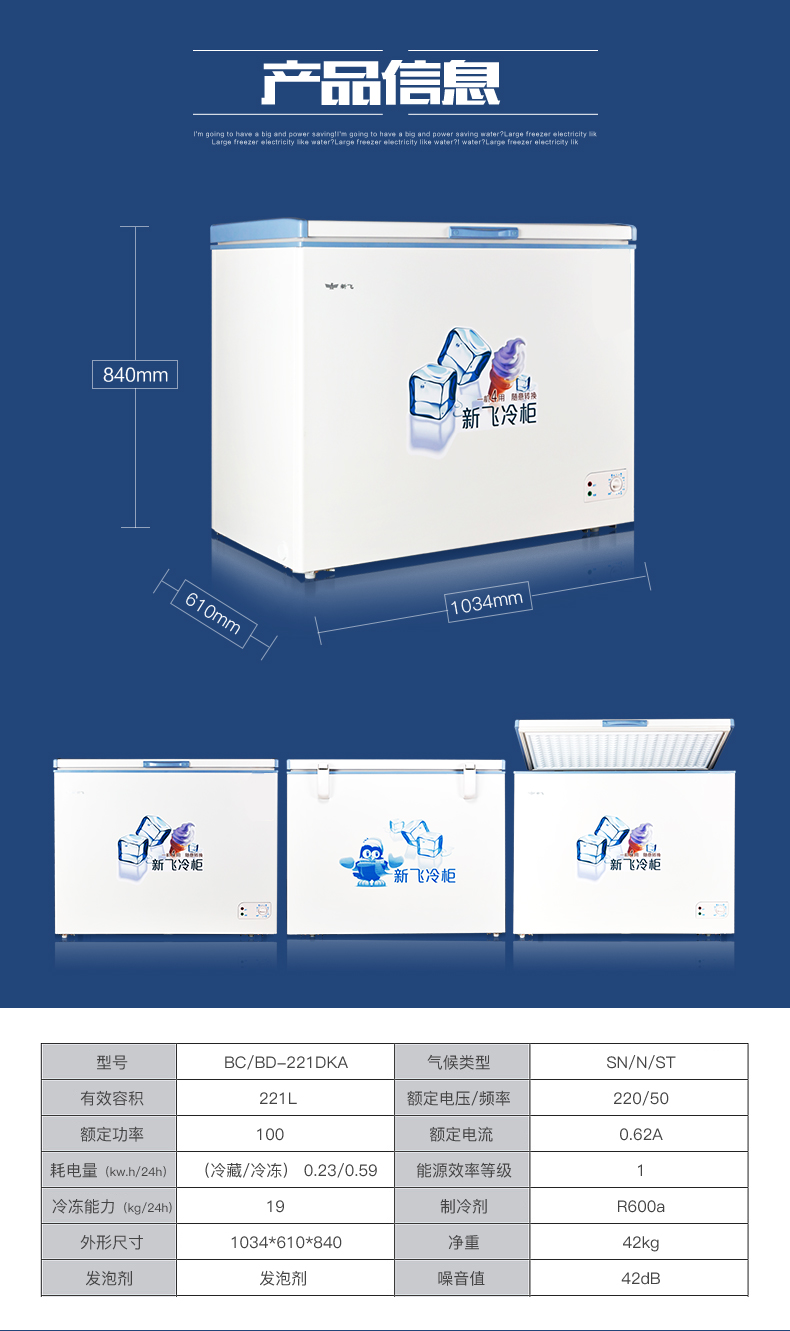 产品信息
I'm going to have a big and power saving!I'm going to have a big and power saving water?Large freezer electricity lik
Large freezer electricity like water?Large freezer electricity like water?! water?Large freezer electricity lik
新飞
840mm
一机4用 随意转换
新飞冷柜
610mm
1034mm
新飞冷柜
新飞冷柜
新飞冷柜
型号 BC/BD-221DKA 气候类型 SN/N/ST
有效容积 221L 额定电压/频率 220/50
额定功率 100 额定电流 0.62A
耗电量（kw.h/24h） （冷藏/冷冻） 0.23/0.59 能源效率等级 1
冷冻能力（kg/24h) 19 制冷剂 R600a
外形尺寸 1034*610*840 净重 42kg
发泡剂 发泡剂 噪音值 42dB